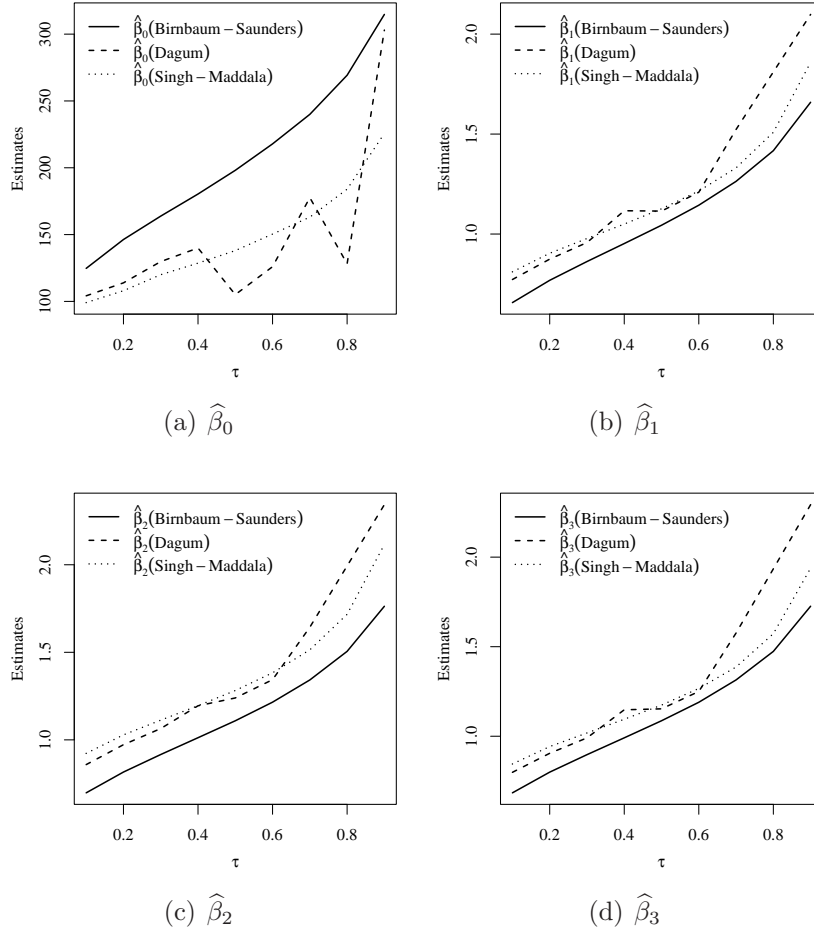 β̂₀(Birnbaum−Saunders)
β̂₀(Dagum)
β̂₀(Singh−Maddala)
Estimates
100 150 200 250 300
0.2 0.4 0.6 0.8
τ
(a) β̂₀
β̂₁(Birnbaum−Saunders)
β̂₁(Dagum)
β̂₁(Singh−Maddala)
Estimates
1.0 1.5 2.0
0.2 0.4 0.6 0.8
τ
(b) β̂₁
β̂₂(Birnbaum−Saunders)
β̂₂(Dagum)
β̂₂(Singh−Maddala)
Estimates
1.0 1.5 2.0
0.2 0.4 0.6 0.8
τ
(c) β̂₂
β̂₃(Birnbaum−Saunders)
β̂₃(Dagum)
β̂₃(Singh−Maddala)
Estimates
1.0 1.5 2.0
0.2 0.4 0.6 0.8
τ
(d) β̂₃